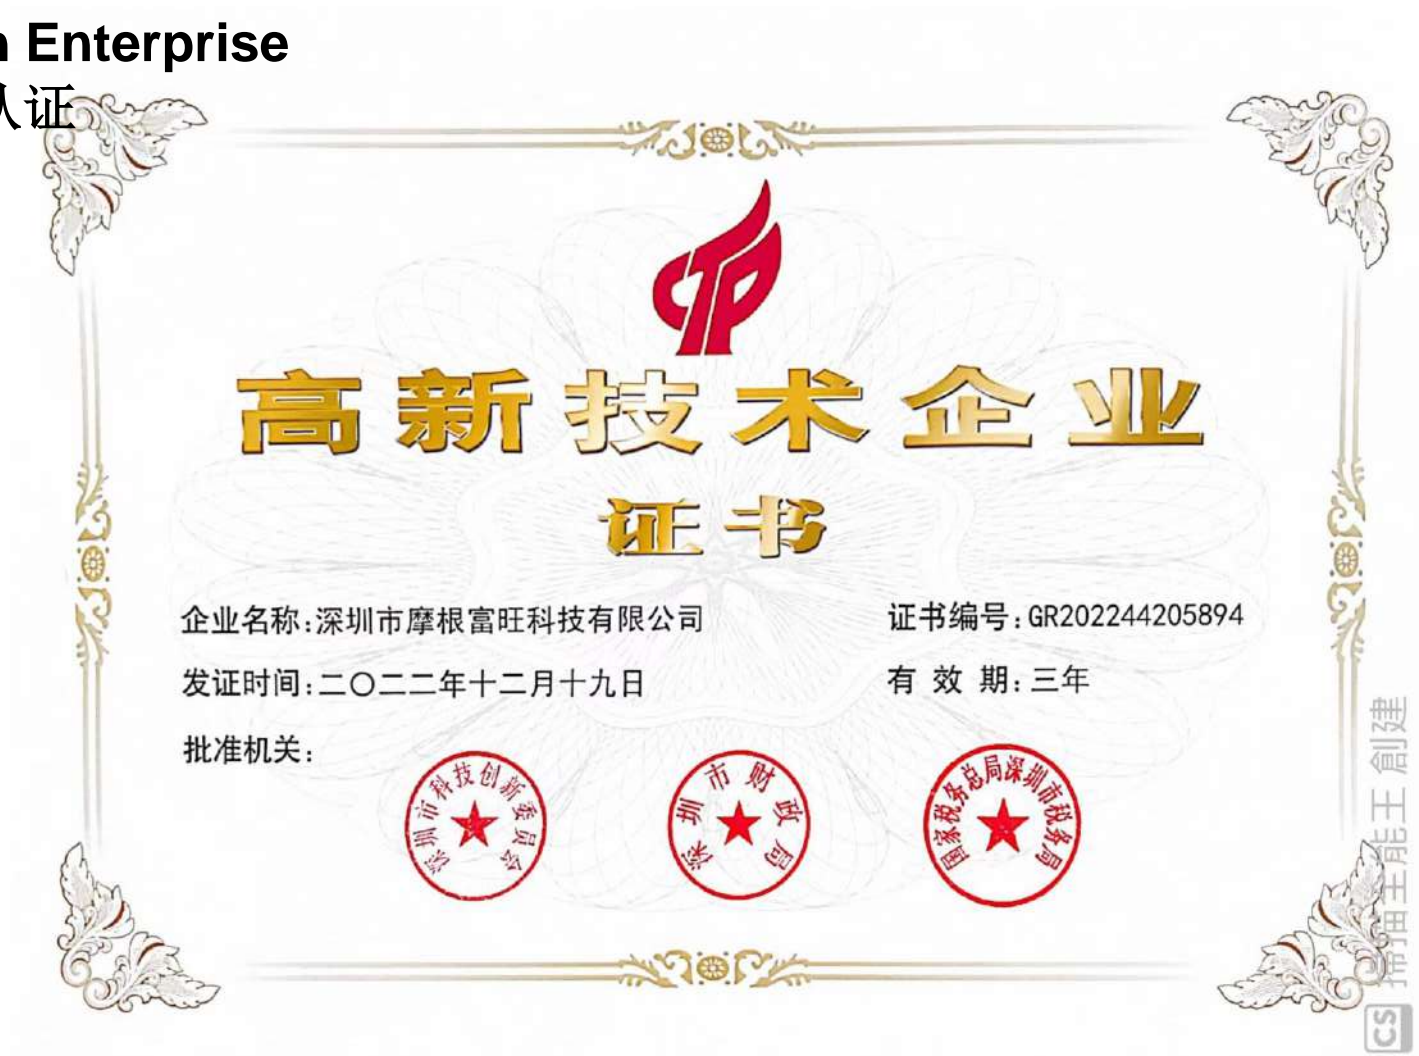 n Enterprise
认证
CTP
高新技术企业
证书
企业名称:深圳市摩根富旺科技有限公司
证书编号:GR202244205894
发证时间:二〇二二年十二月十九日
有 效 期:三年
批准机关:
深圳市科技创新委员会
深圳市财政局
国家税务总局深圳市税务局
CS 掃描全能王 創建